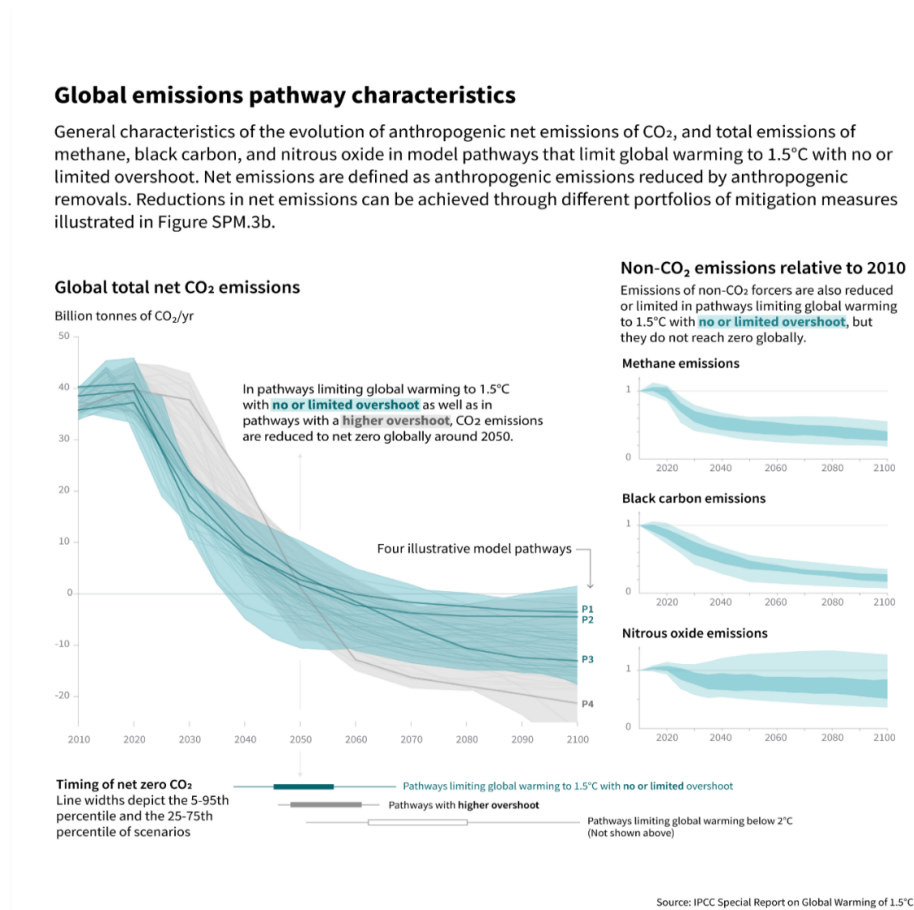 Global emissions pathway characteristics
General characteristics of the evolution of anthropogenic net emissions of CO₂, and total emissions of
methane, black carbon, and nitrous oxide in model pathways that limit global warming to 1.5°C with no or
limited overshoot. Net emissions are defined as anthropogenic emissions reduced by anthropogenic
removals. Reductions in net emissions can be achieved through different portfolios of mitigation measures
illustrated in Figure SPM.3b.
Global total net CO₂ emissions
Billion tonnes of CO₂/yr
50
40
30
20
10
0
-10
-20
2010
2020
2030
2040
2050
2060
2070
2080
2090
2100
In pathways limiting global warming to 1.5°C
with no or limited overshoot as well as in
pathways with a higher overshoot, CO2 emissions
are reduced to net zero globally around 2050.
Four illustrative model pathways
P1
P2
P3
P4
Non-CO₂ emissions relative to 2010
Emissions of non-CO₂ forcers are also reduced
or limited in pathways limiting global warming
to 1.5°C with no or limited overshoot, but
they do not reach zero globally.
Methane emissions
1
0
2020
2040
2060
2080
2100
Black carbon emissions
1
0
2020
2040
2060
2080
2100
Nitrous oxide emissions
1
0
2020
2040
2060
2080
2100
Timing of net zero CO₂
Line widths depict the 5-95th
percentile and the 25-75th
percentile of scenarios
Pathways limiting global warming to 1.5°C with no or limited overshoot
Pathways with higher overshoot
Pathways limiting global warming below 2°C
(Not shown above)
Source: IPCC Special Report on Global Warming of 1.5°C